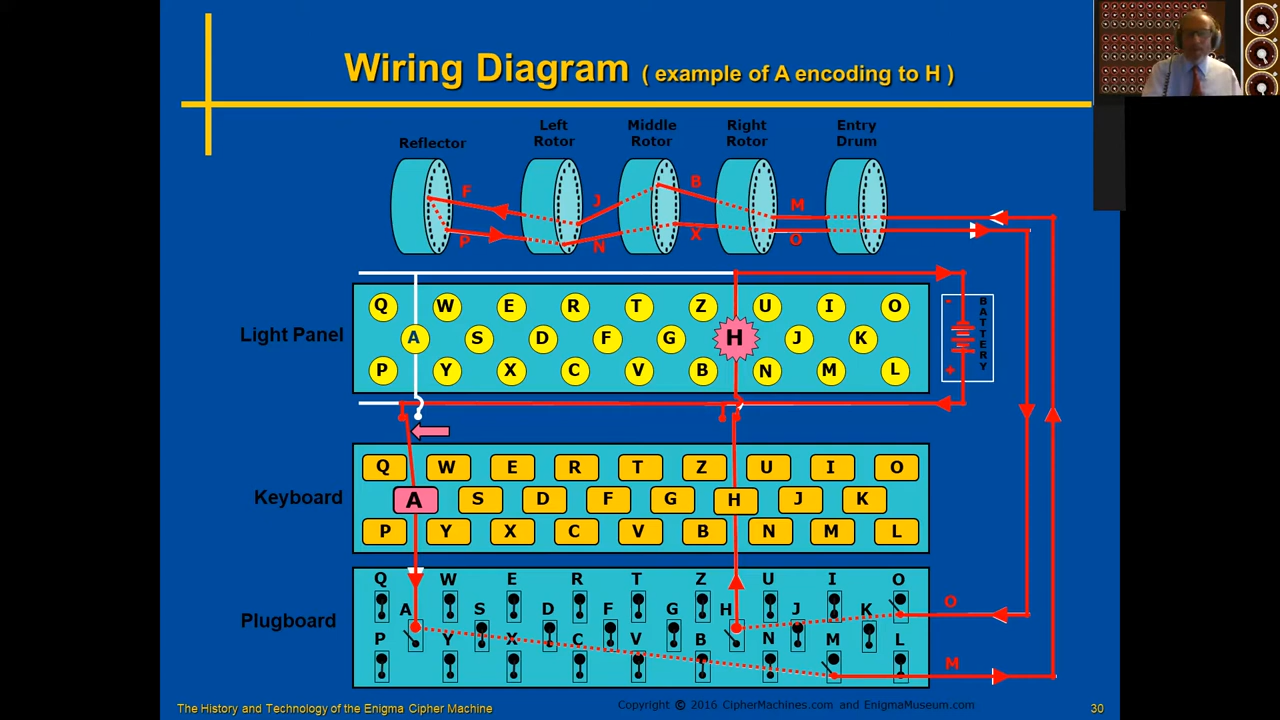 Wiring Diagram ( example of A encoding to H )
Reflector
Left
Rotor
Middle
Rotor
Right
Rotor
Entry
Drum
F J B M
P N X O
Light Panel
Q W E R T Z U I O
A S D F G H J K
P Y X C V B N M L
-
BATTERY
+
Keyboard
Q W E R T Z U I O
A S D F G H J K
P Y X C V B N M L
Plugboard
Q W E R T Z U I O
A S D F G H J K
P Y X C V B N M L
O
M
The History and Technology of the Enigma Cipher Machine
Copyright © 2016 CipherMachines.com and EnigmaMuseum.com
30